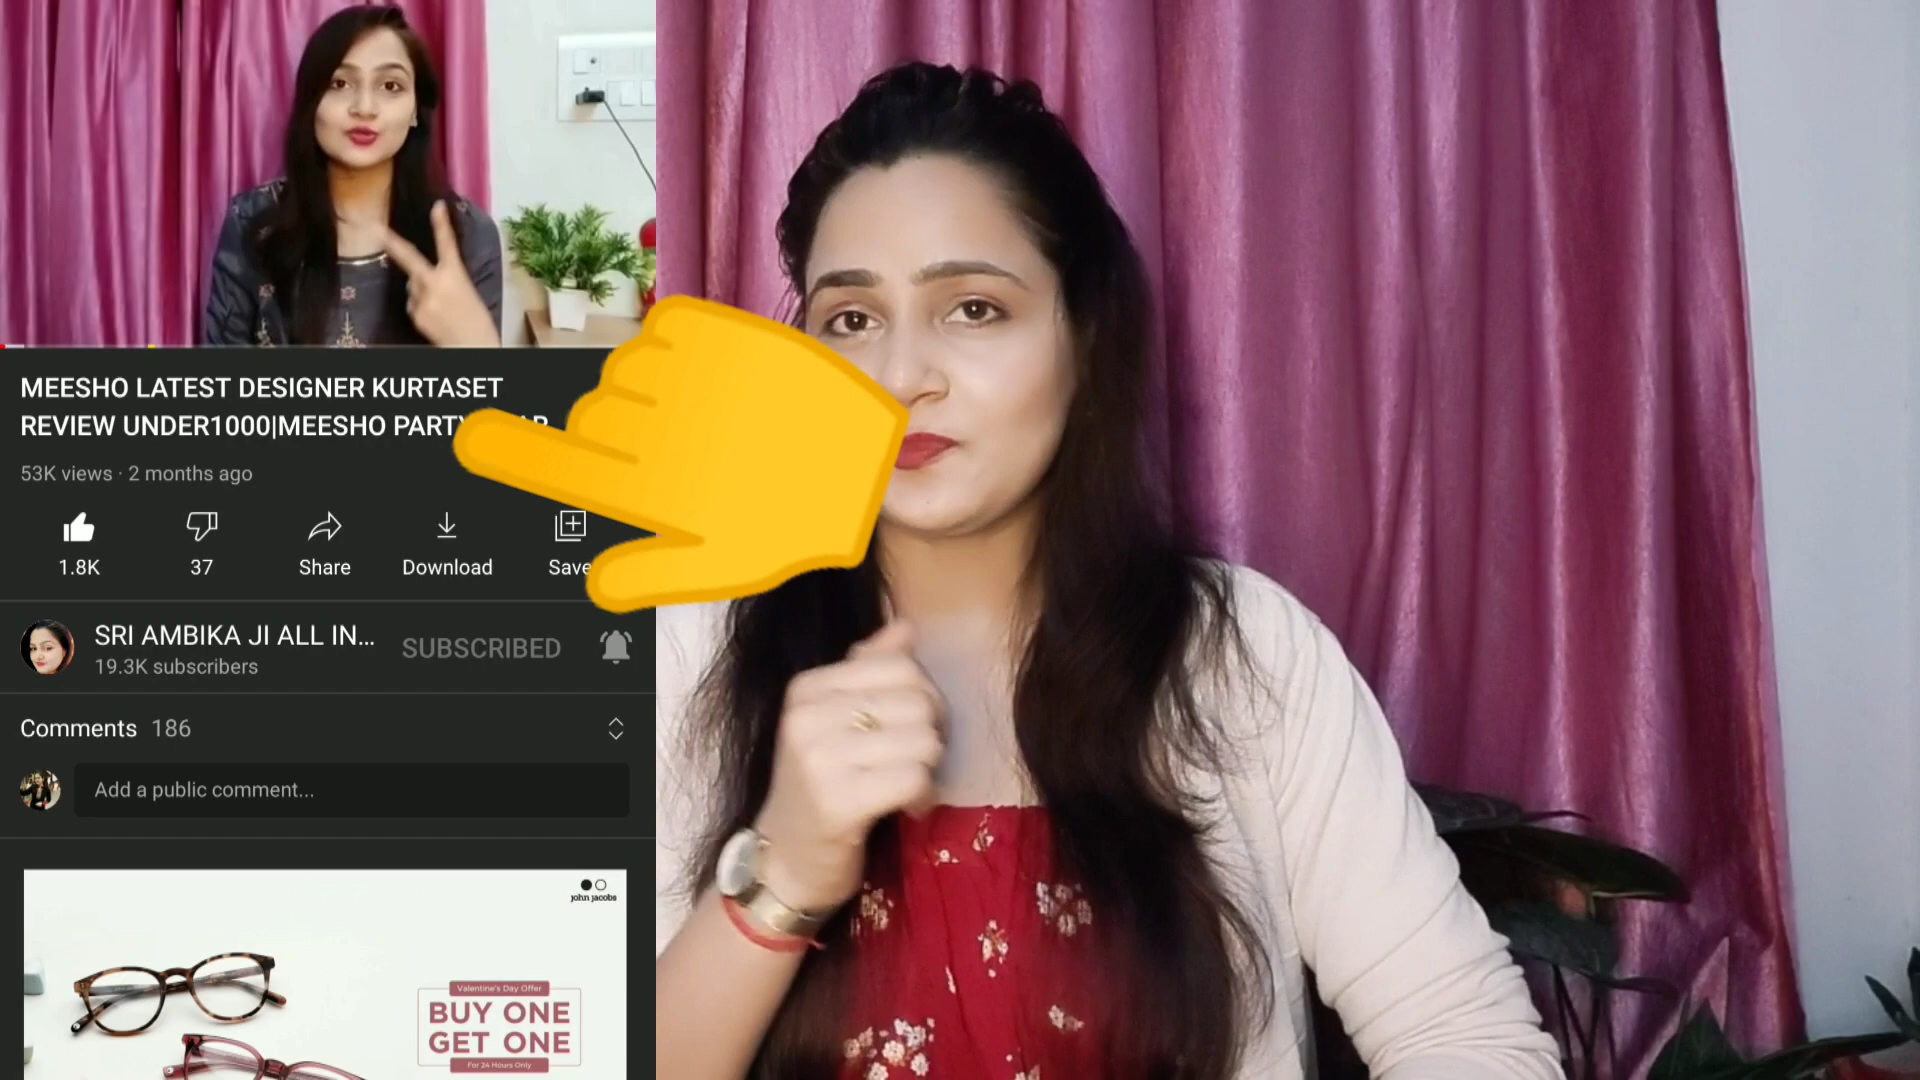 MEESHO LATEST DESIGNER KURTASET
REVIEW UNDER1000|MEESHO PARTY
53K views · 2 months ago
1.8K
37
Share
Download
Save
SRI AMBIKA JI ALL IN...
19.3K subscribers
SUBSCRIBED
Comments 186
Add a public comment...
john jacobs
Valentine's Day Offer
BUY ONE
GET ONE
For 24 Hours Only